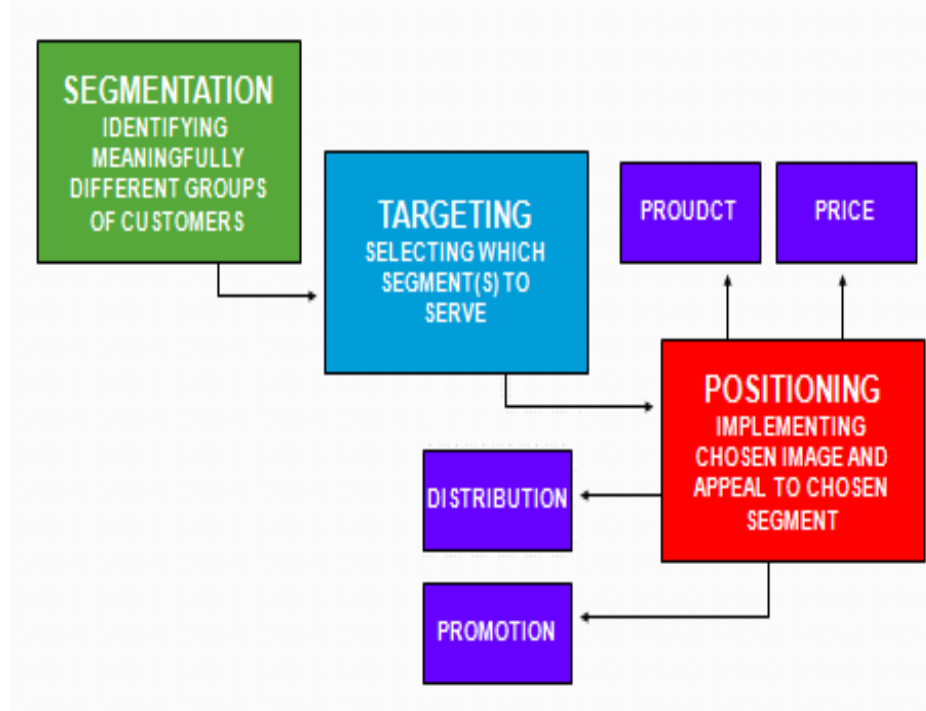 SEGMENTATION
IDENTIFYING
MEANINGFULLY
DIFFERENT GROUPS
OF CUSTOMERS
TARGETING
SELECTING WHICH
SEGMENT(S) TO
SERVE
PROUDCT
PRICE
POSITIONING
IMPLEMENTING
CHOSEN IMAGE AND
APPEAL TO CHOSEN
SEGMENT
DISTRIBUTION
PROMOTION